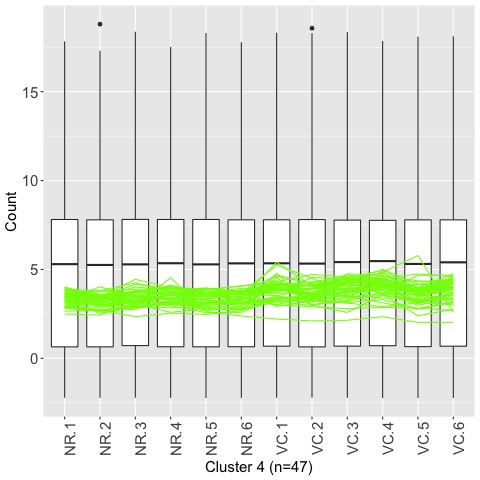 Count
15
10
5
0
NR.1
NR.2
NR.3
NR.4
NR.5
NR.6
VC.1
VC.2
VC.3
VC.4
VC.5
VC.6
Cluster 4 (n=47)